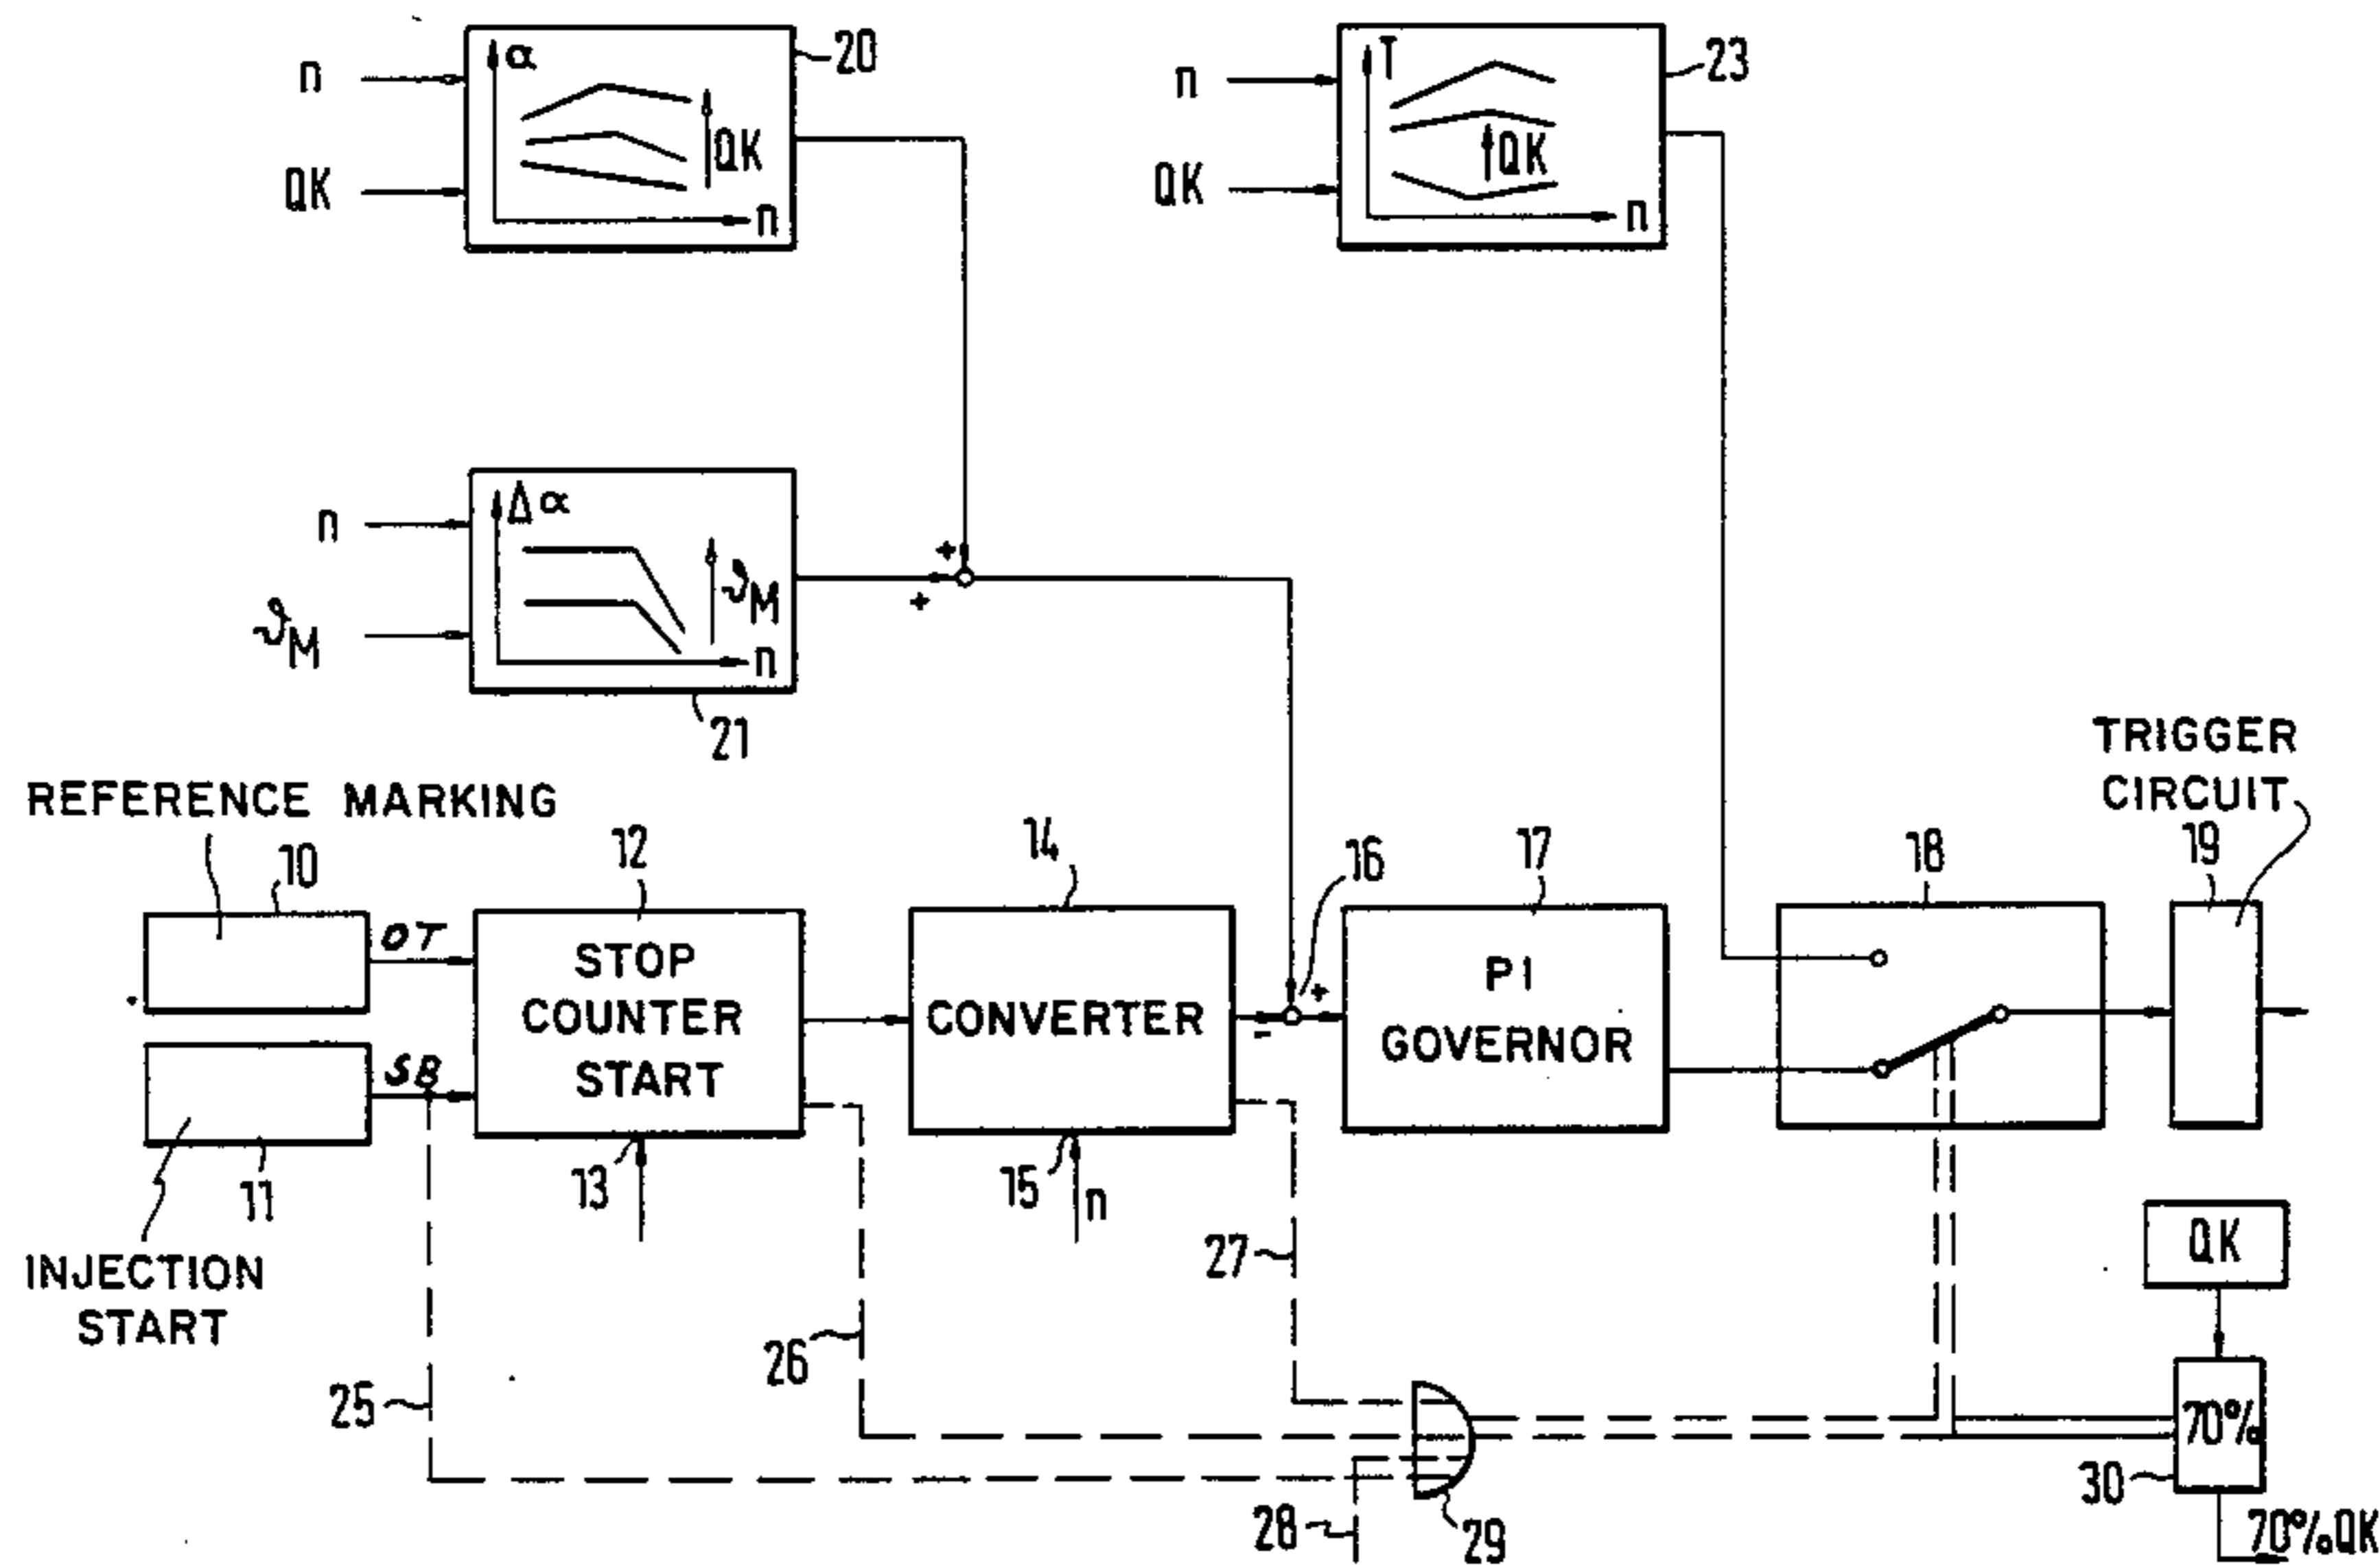 α
20
n
QK
QK
n
T
23
n
QK
QK
n
Δα
n
ϑM
ϑM
n
21
TRIGGER
CIRCUIT
REFERENCE MARKING
10
12
14
16
17
18
19
OT
STOP
COUNTER
START
CONVERTER
+
+
+
-
PI
GOVERNOR
SB
11
13
15
n
INJECTION
START
27
QK
26
25
70%
30
28
29
70%QK